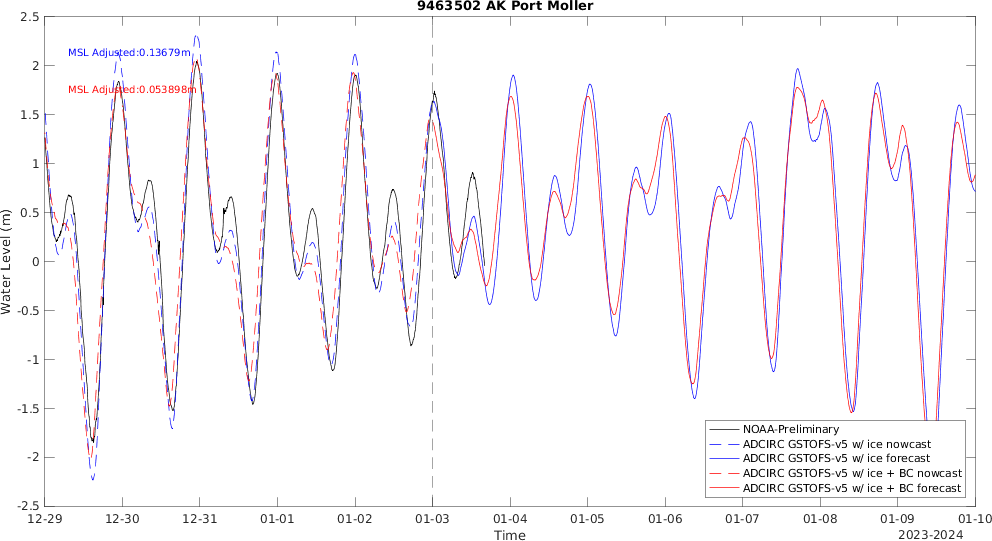 9463502 AK Port Moller
2.5
2
1.5
1
0.5
0
-0.5
-1
-1.5
-2
-2.5
Water Level (m)
MSL Adjusted:0.13679m
MSL Adjusted:0.053898m
NOAA-Preliminary
ADCIRC GSTOFS-v5 w/ ice nowcast
ADCIRC GSTOFS-v5 w/ ice forecast
ADCIRC GSTOFS-v5 w/ ice + BC nowcast
ADCIRC GSTOFS-v5 w/ ice + BC forecast
12-29 12-30 12-31 01-01 01-02 01-03 01-04 01-05 01-06 01-07 01-08 01-09 01-10
Time
2023-2024